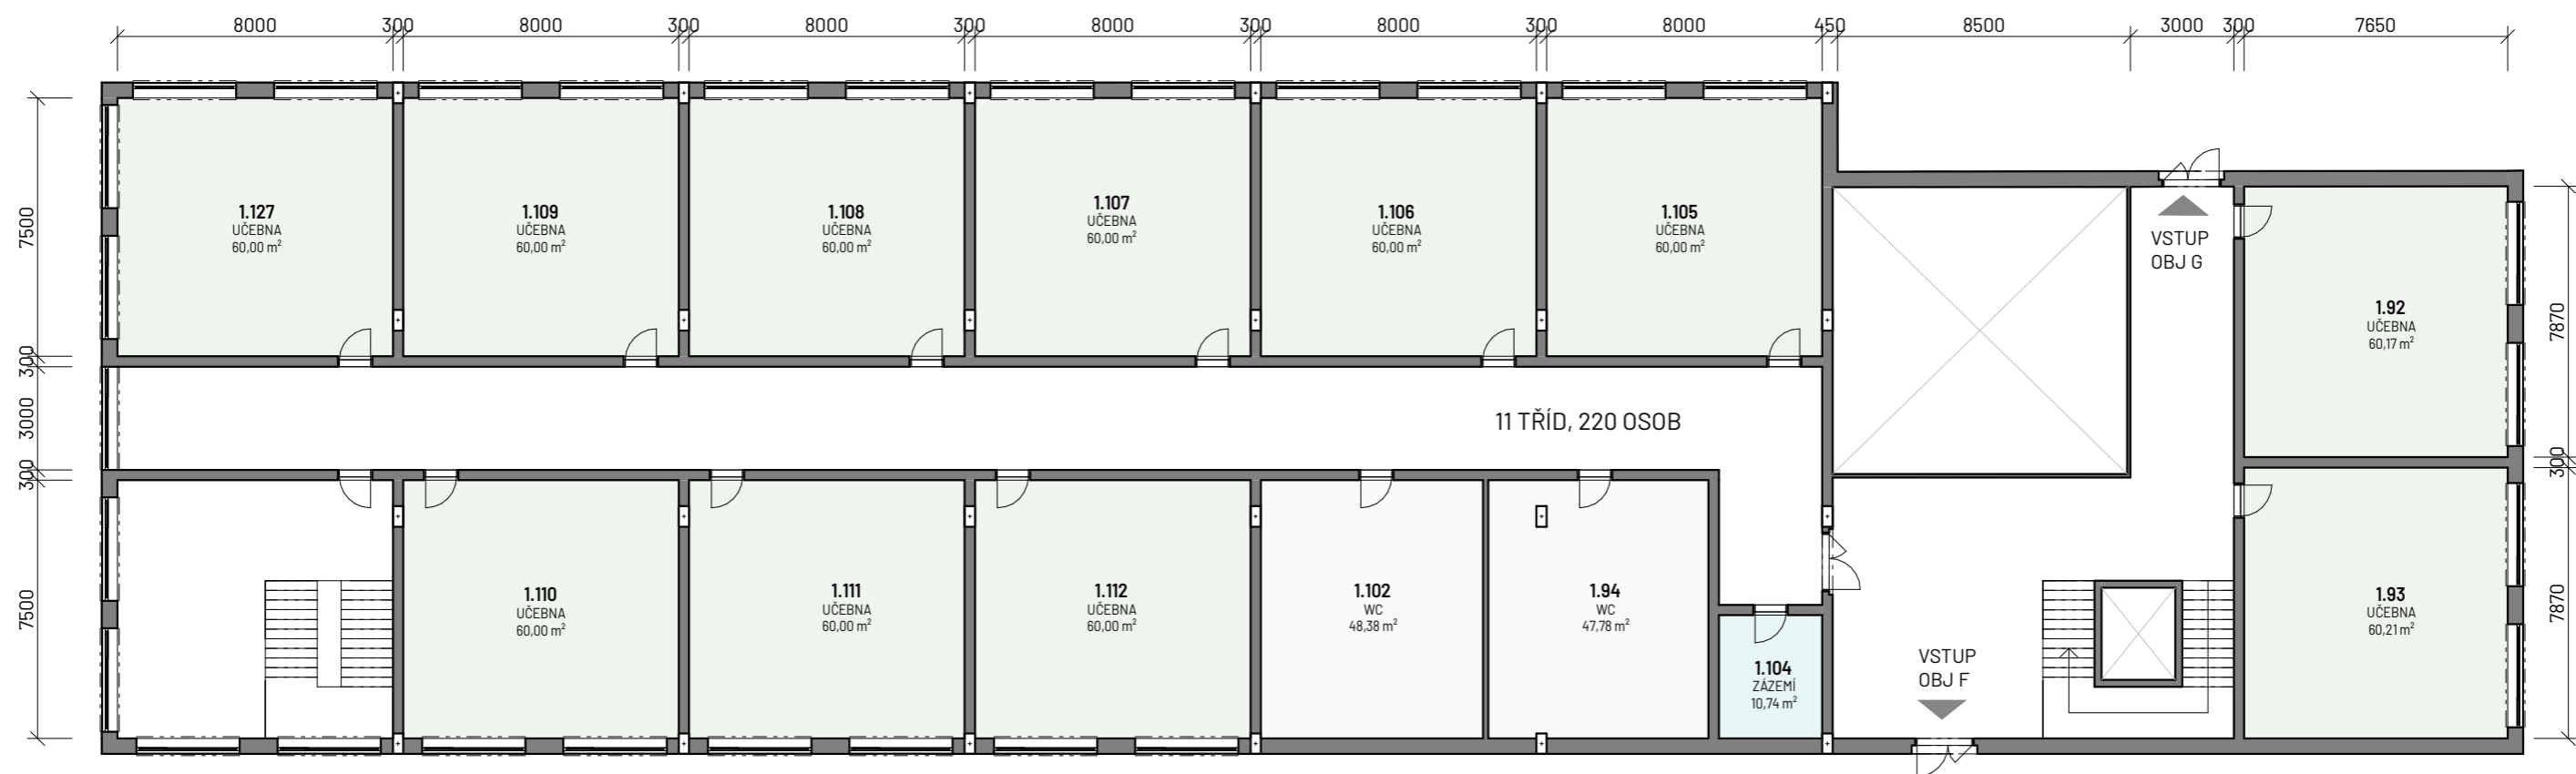 8000 300 8000 300 8000 300 8000 300 8000 300 8000 450 8500 3000 300 7650
7500
300
3000
300
7500
1.127
UČEBNA
60,00 m²
1.109
UČEBNA
60,00 m²
1.108
UČEBNA
60,00 m²
1.107
UČEBNA
60,00 m²
1.106
UČEBNA
60,00 m²
1.105
UČEBNA
60,00 m²
VSTUP
OBJ G
1.92
UČEBNA
60,17 m²
11 TŘÍD, 220 OSOB
1.110
UČEBNA
60,00 m²
1.111
UČEBNA
60,00 m²
1.112
UČEBNA
60,00 m²
1.102
WC
48,38 m²
1.94
WC
47,78 m²
1.104
ZÁZEMÍ
10,74 m²
VSTUP
OBJ F
1.93
UČEBNA
60,21 m²
7870
300
7870